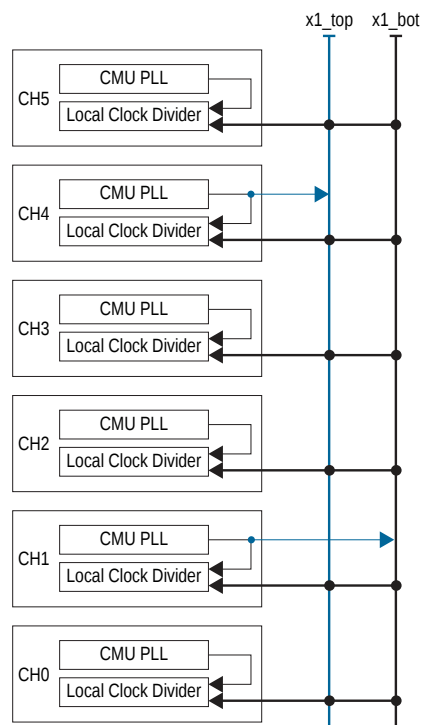 x1_top x1_bot
CMU PLL
CH5
Local Clock Divider
CMU PLL
CH4
Local Clock Divider
CMU PLL
CH3
Local Clock Divider
CMU PLL
CH2
Local Clock Divider
CMU PLL
CH1
Local Clock Divider
CMU PLL
CH0
Local Clock Divider